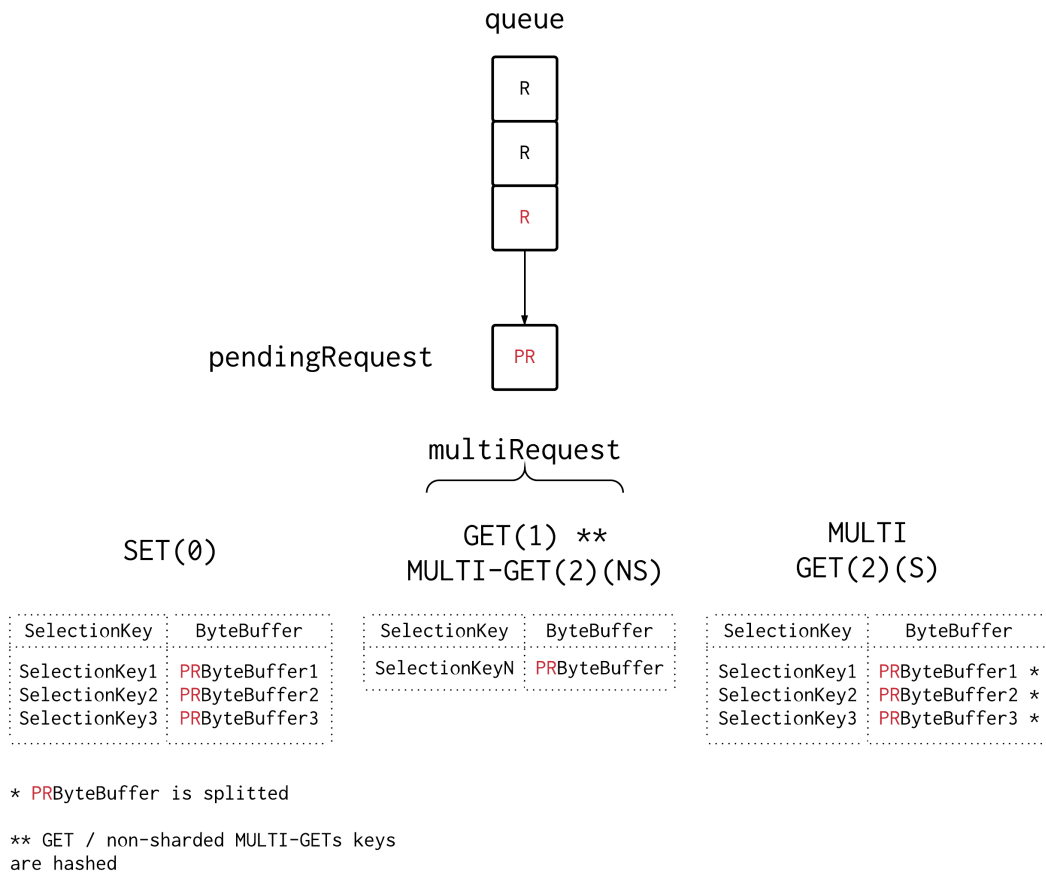 queue
R
R
R
pendingRequest
PR
multiRequest
SET(0)
GET(1) **
MULTI-GET(2)(NS)
MULTI
GET(2)(S)
SelectionKey ByteBuffer
SelectionKey1 PRByteBuffer1
SelectionKey2 PRByteBuffer2
SelectionKey3 PRByteBuffer3
SelectionKey ByteBuffer
SelectionKeyN PRByteBuffer
SelectionKey ByteBuffer
SelectionKey1 PRByteBuffer1 *
SelectionKey2 PRByteBuffer2 *
SelectionKey3 PRByteBuffer3 *
* PRByteBuffer is splitted
** GET / non-sharded MULTI-GETs keys
are hashed